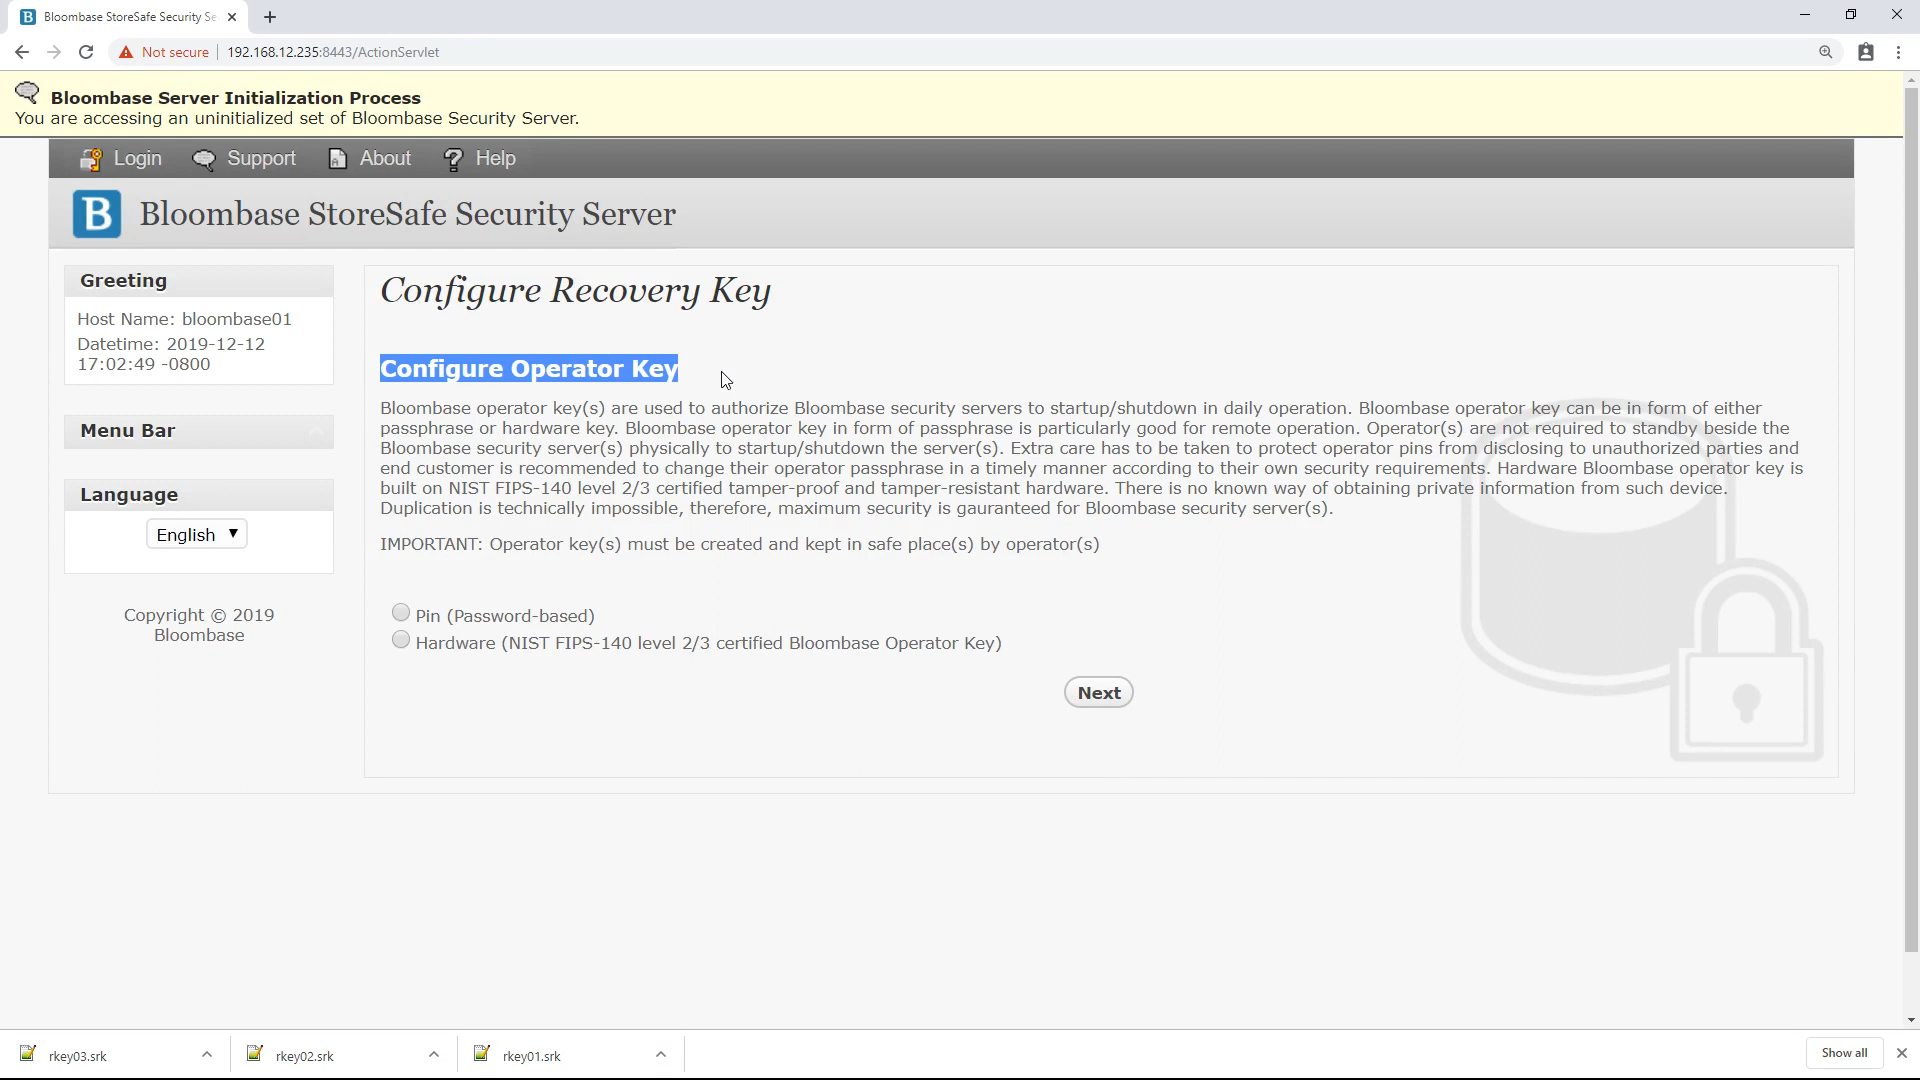 Bloombase StoreSafe Security Se
Not secure 192.168.12.235:8443/ActionServlet
Bloombase Server Initialization Process
You are accessing an uninitialized set of Bloombase Security Server.
Login Support About Help
B Bloombase StoreSafe Security Server
Greeting
Host Name: bloombase01
Datetime: 2019-12-12
17:02:49 -0800
Menu Bar
Language
English
Copyright © 2019
Bloombase
Configure Recovery Key
Configure Operator Key
Bloombase operator key(s) are used to authorize Bloombase security servers to startup/shutdown in daily operation. Bloombase operator key can be in form of either
passphrase or hardware key. Bloombase operator key in form of passphrase is particularly good for remote operation. Operator(s) are not required to standby beside the
Bloombase security server(s) physically to startup/shutdown the server(s). Extra care has to be taken to protect operator pins from disclosing to unauthorized parties and
end customer is recommended to change their operator passphrase in a timely manner according to their own security requirements. Hardware Bloombase operator key is
built on NIST FIPS-140 level 2/3 certified tamper-proof and tamper-resistant hardware. There is no known way of obtaining private information from such device.
Duplication is technically impossible, therefore, maximum security is gauranteed for Bloombase security server(s).
IMPORTANT: Operator key(s) must be created and kept in safe place(s) by operator(s)
Pin (Password-based)
Hardware (NIST FIPS-140 level 2/3 certified Bloombase Operator Key)
Next
rkey03.srk rkey02.srk rkey01.srk Show all